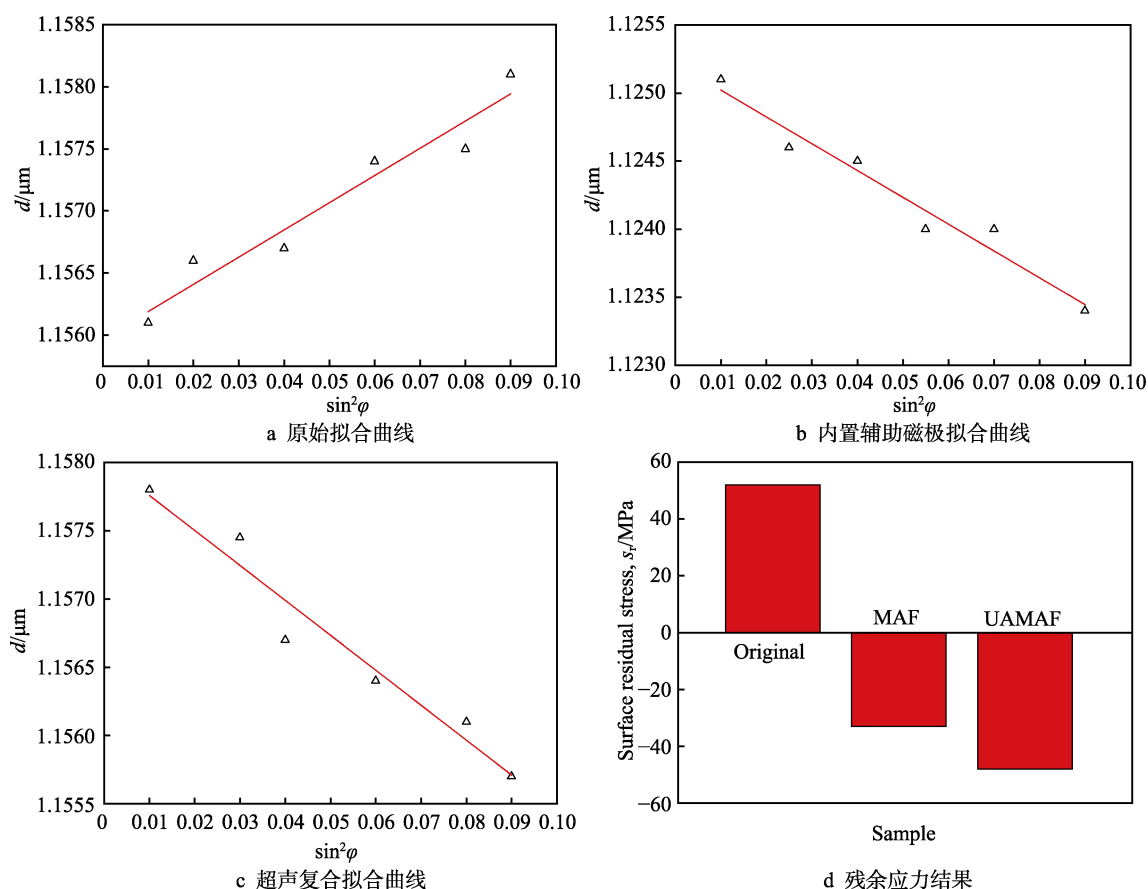 1.1585
1.1580
1.1575
1.1570
1.1565
1.1560
d/μm
0 0.01 0.02 0.03 0.04 0.05 0.06 0.07 0.08 0.09 0.10
sin²φ
a 原始拟合曲线
1.1255
1.1250
1.1245
1.1240
1.1235
1.1230
d/μm
0 0.01 0.02 0.03 0.04 0.05 0.06 0.07 0.08 0.09 0.10
sin²φ
b 内置辅助磁极拟合曲线
1.1580
1.1575
1.1570
1.1565
1.1560
1.1555
d/μm
0 0.01 0.02 0.03 0.04 0.05 0.06 0.07 0.08 0.09 0.10
sin²φ
c 超声复合拟合曲线
60
40
20
0
−20
−40
−60
Surface residual stress, sᵣ/MPa
Original
MAF
UAMAF
Sample
d 残余应力结果